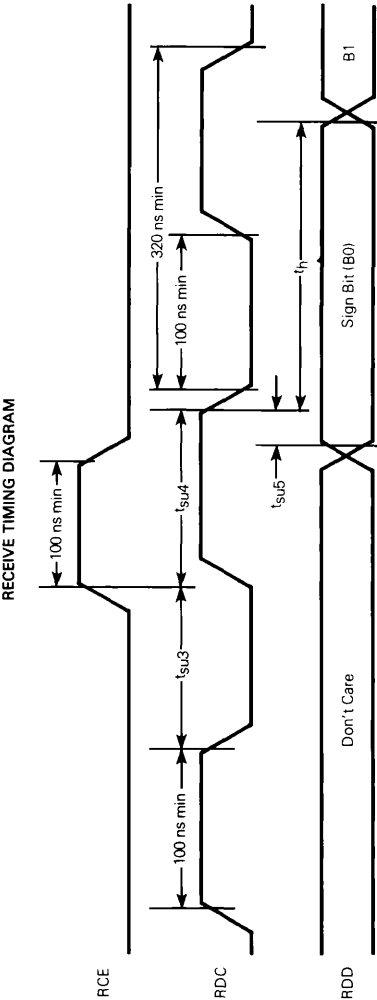 RECEIVE TIMING DIAGRAM
RCE
100 ns min
RDC
100 ns min
tsu3
tsu4
100 ns min
320 ns min
tsu5
th
RDD
Don't Care
Sign Bit (B0)
B1